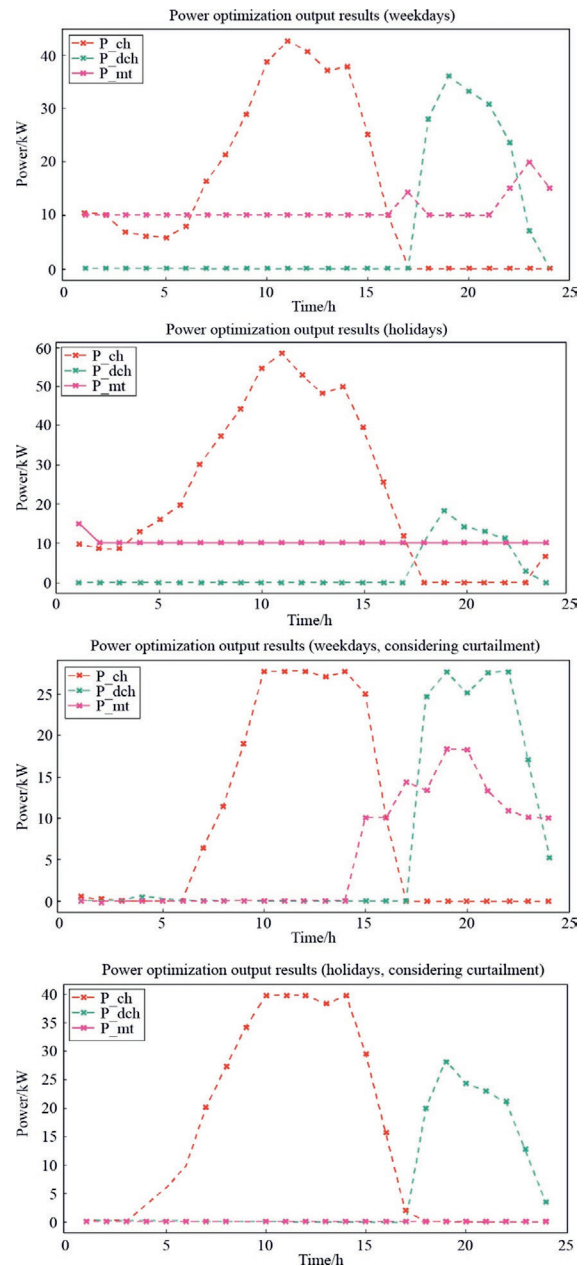 Power optimization output results (weekdays)
P_ch
P_dch
P_mt
Power/kW
40
30
20
10
0
0 5 10 15 20 25
Time/h
Power optimization output results (holidays)
P_ch
P_dch
P_mt
Power/kW
60
50
40
30
20
10
0
0 5 10 15 20 25
Time/h
Power optimization output results (weekdays, considering curtailment)
P_ch
P_dch
P_mt
Power/kW
25
20
15
10
5
0
0 5 10 15 20 25
Time/h
Power optimization output results (holidays, considering curtailment)
P_ch
P_dch
P_mt
Power/kW
40
35
30
25
20
15
10
5
0
0 5 10 15 20 25
Time/h